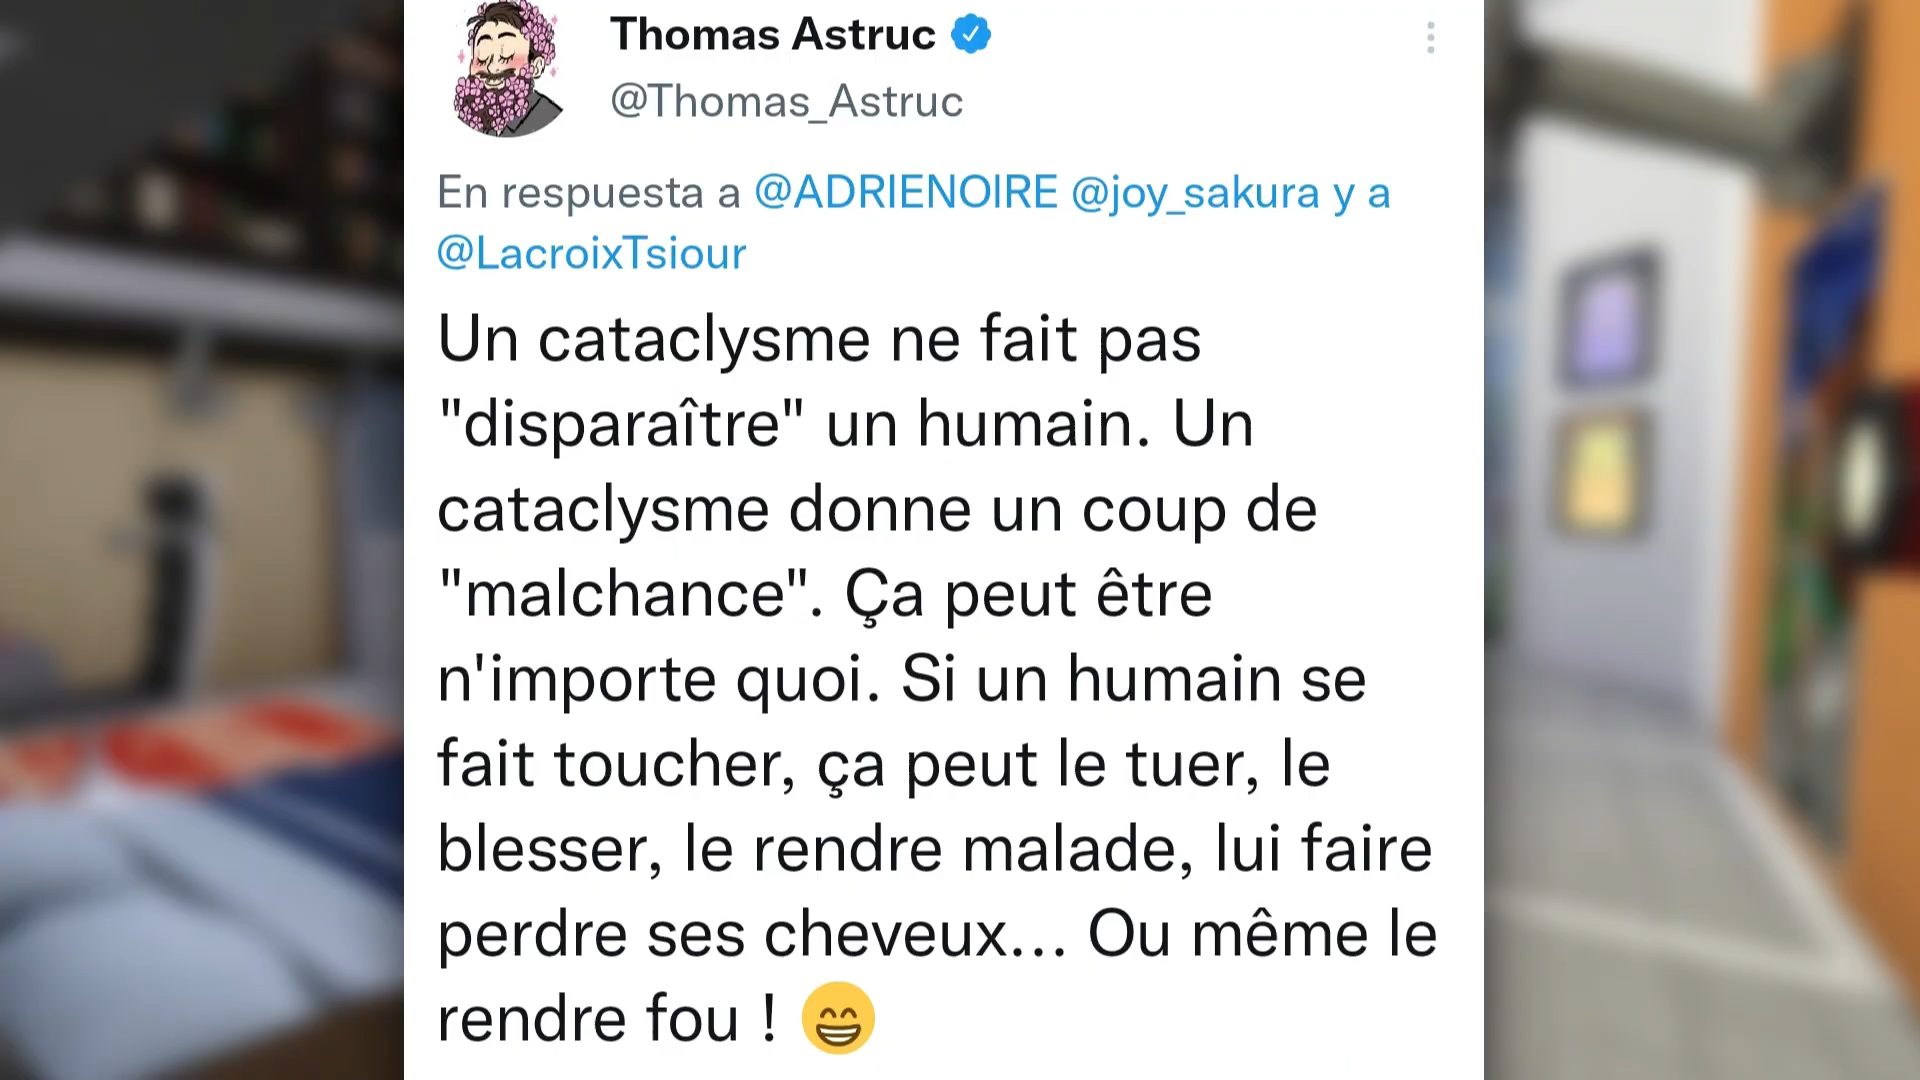 Thomas Astruc
@Thomas_Astruc
En respuesta a @ADRIENOIRE @joy_sakura y a
@LacroixTsiour
Un cataclysme ne fait pas
"disparaître" un humain. Un
cataclysme donne un coup de
"malchance". Ça peut être
n'importe quoi. Si un humain se
fait toucher, ça peut le tuer, le
blesser, le rendre malade, lui faire
perdre ses cheveux... Ou même le
rendre fou ! 😁